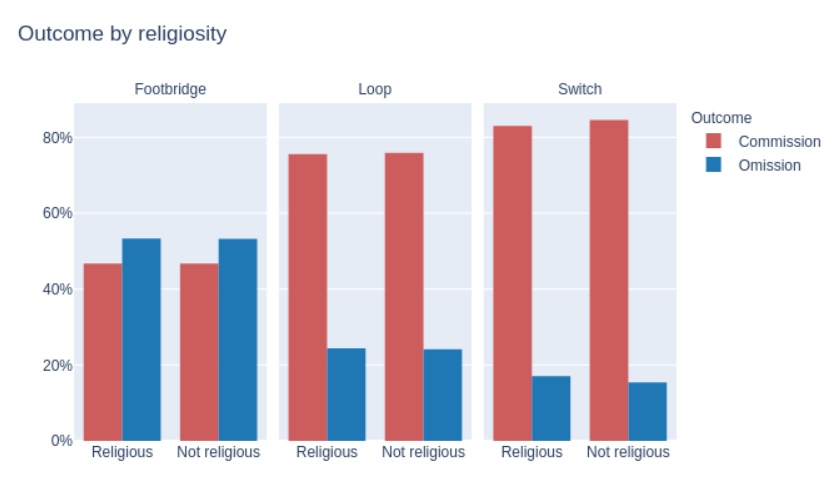 Outcome by religiosity
Footbridge
Loop
Switch
Outcome
Commission
Omission
80%
60%
40%
20%
0%
Religious
Not religious
Religious
Not religious
Religious
Not religious